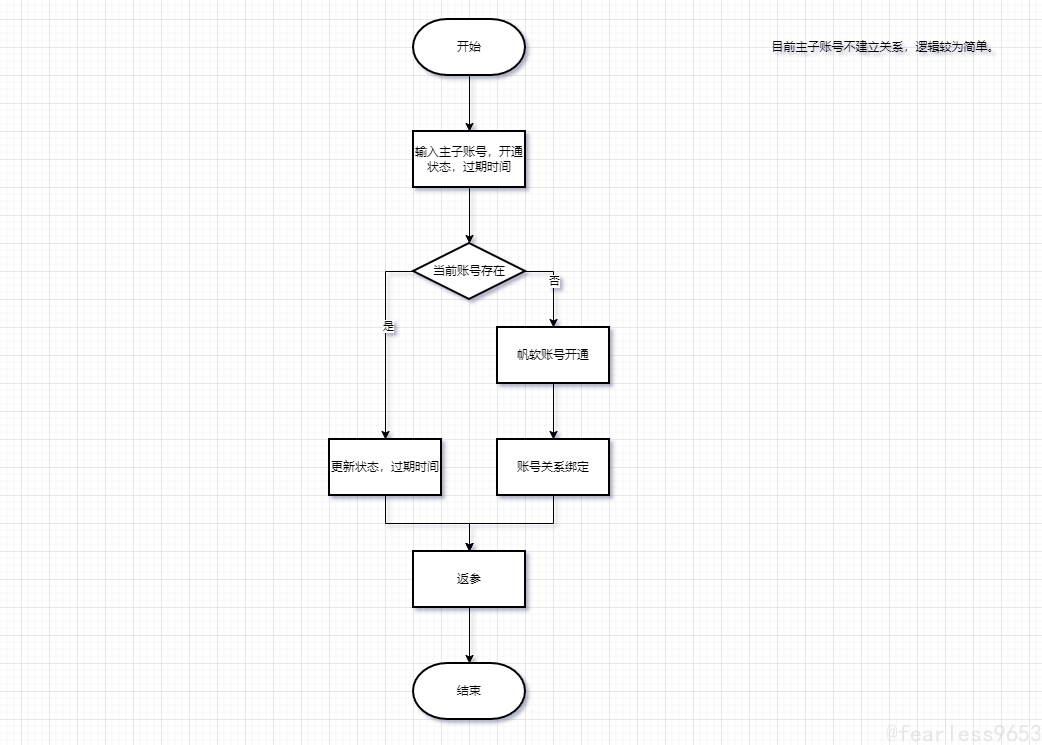 开始
目前主子账号不建立关系，逻辑较为简单。
输入主子账号，开通
状态，过期时间
当前账号存在
否
是
帆软账号开通
更新状态，过期时间
账号关系绑定
返参
结束
@fearless9653